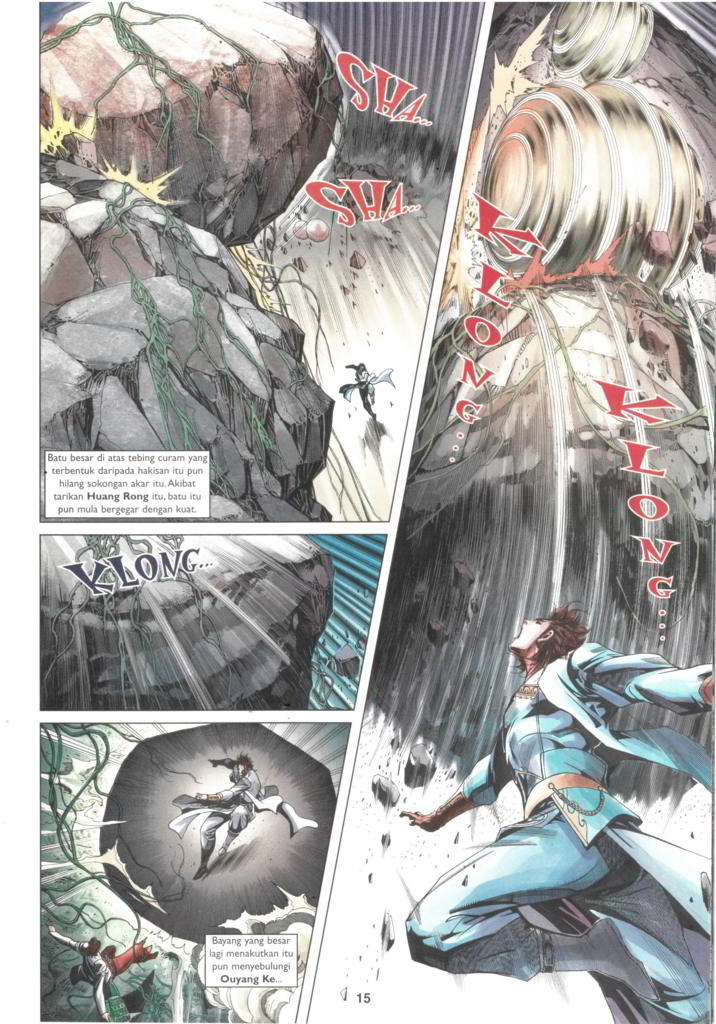 SHA...
SHA...
Batu besar di atas tebing curam yang
terbentuk daripada hakisan itu pun
hilang sokongan akar itu. Akibat
tarikan Huang Rong itu, batu itu
pun mula bergegar dengan kuat.
KLONG...
KLONG...
KLONG....
Bayang yang besar
lagi menakutkan itu
pun menyebulungi
Ouyang Ke...
15